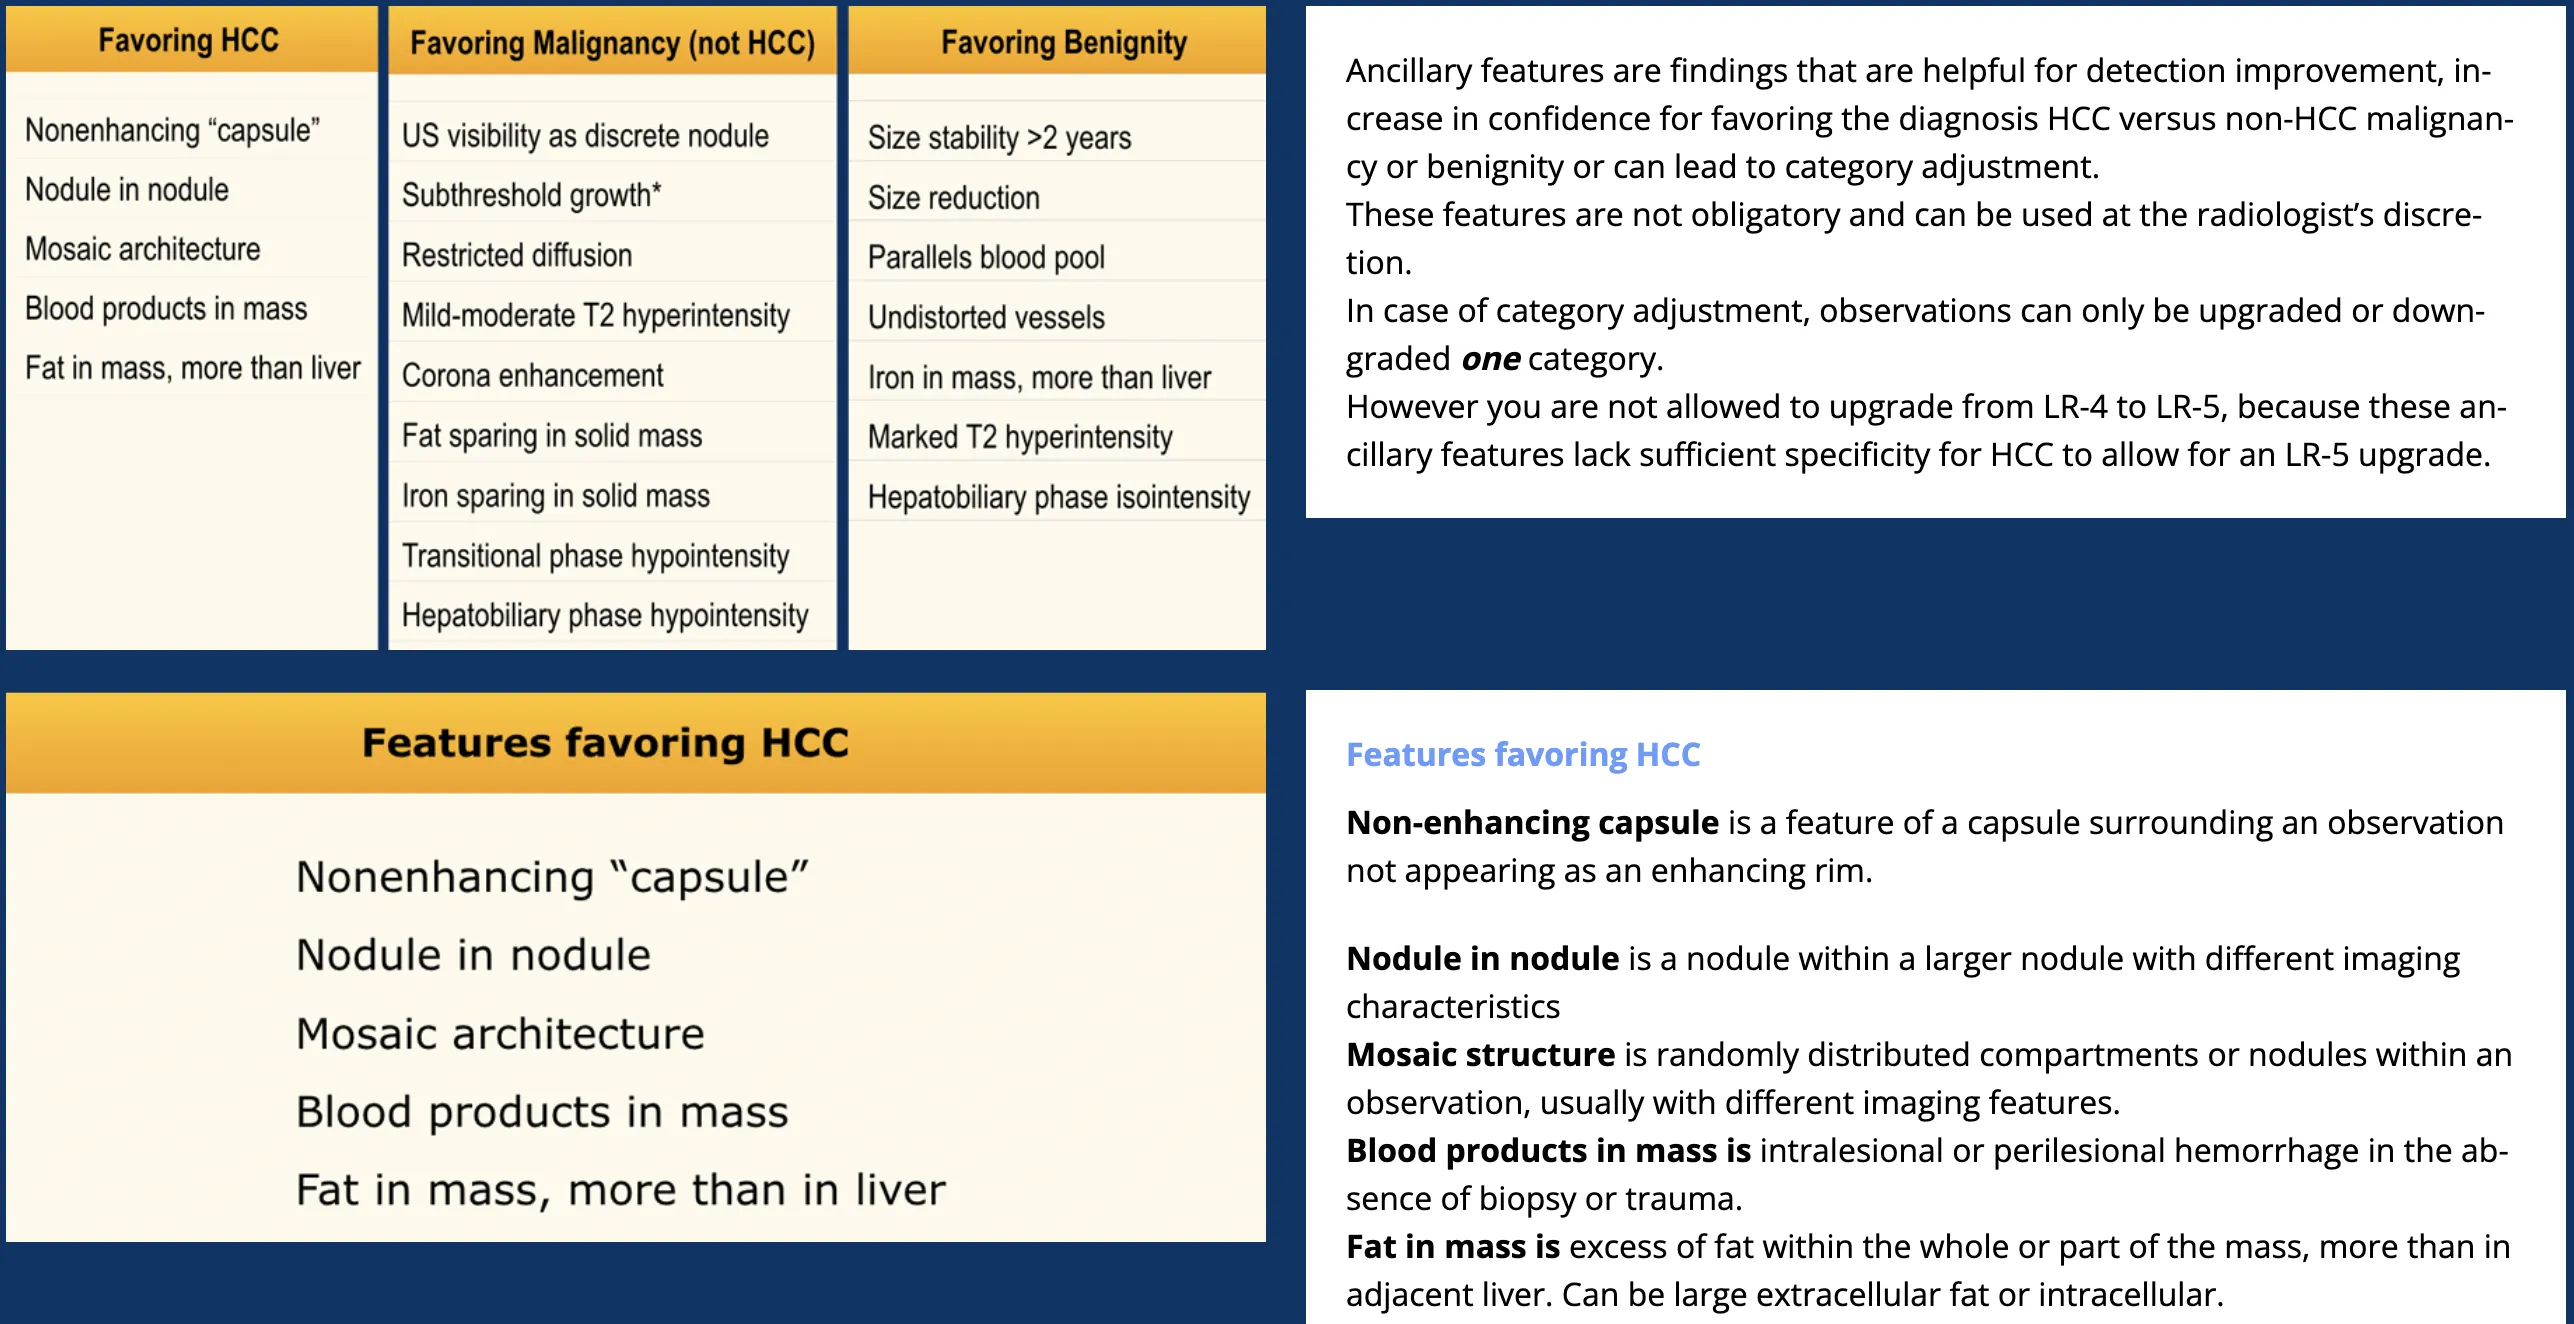 Favoring HCC
Nonenhancing “capsule”
Nodule in nodule
Mosaic architecture
Blood products in mass
Fat in mass, more than liver
Favoring Malignancy (not HCC)
US visibility as discrete nodule
Subthreshold growth*
Restricted diffusion
Mild-moderate T2 hyperintensity
Corona enhancement
Fat sparing in solid mass
Iron sparing in solid mass
Transitional phase hypointensity
Hepatobiliary phase hypointensity
Favoring Benignity
Size stability >2 years
Size reduction
Parallels blood pool
Undistorted vessels
Iron in mass, more than liver
Marked T2 hyperintensity
Hepatobiliary phase isointensity
Ancillary features are findings that are helpful for detection improvement, in-
crease in confidence for favoring the diagnosis HCC versus non-HCC malignan-
cy or benignity or can lead to category adjustment.
These features are not obligatory and can be used at the radiologist’s discre-
tion.
In case of category adjustment, observations can only be upgraded or down-
graded one category.
However you are not allowed to upgrade from LR-4 to LR-5, because these an-
cillary features lack sufficient specificity for HCC to allow for an LR-5 upgrade.
Features favoring HCC
Nonenhancing “capsule”
Nodule in nodule
Mosaic architecture
Blood products in mass
Fat in mass, more than in liver
Features favoring HCC
Non-enhancing capsule is a feature of a capsule surrounding an observation
not appearing as an enhancing rim.
Nodule in nodule is a nodule within a larger nodule with different imaging
characteristics
Mosaic structure is randomly distributed compartments or nodules within an
observation, usually with different imaging features.
Blood products in mass is intralesional or perilesional hemorrhage in the ab-
sence of biopsy or trauma.
Fat in mass is excess of fat within the whole or part of the mass, more than in
adjacent liver. Can be large extracellular fat or intracellular.